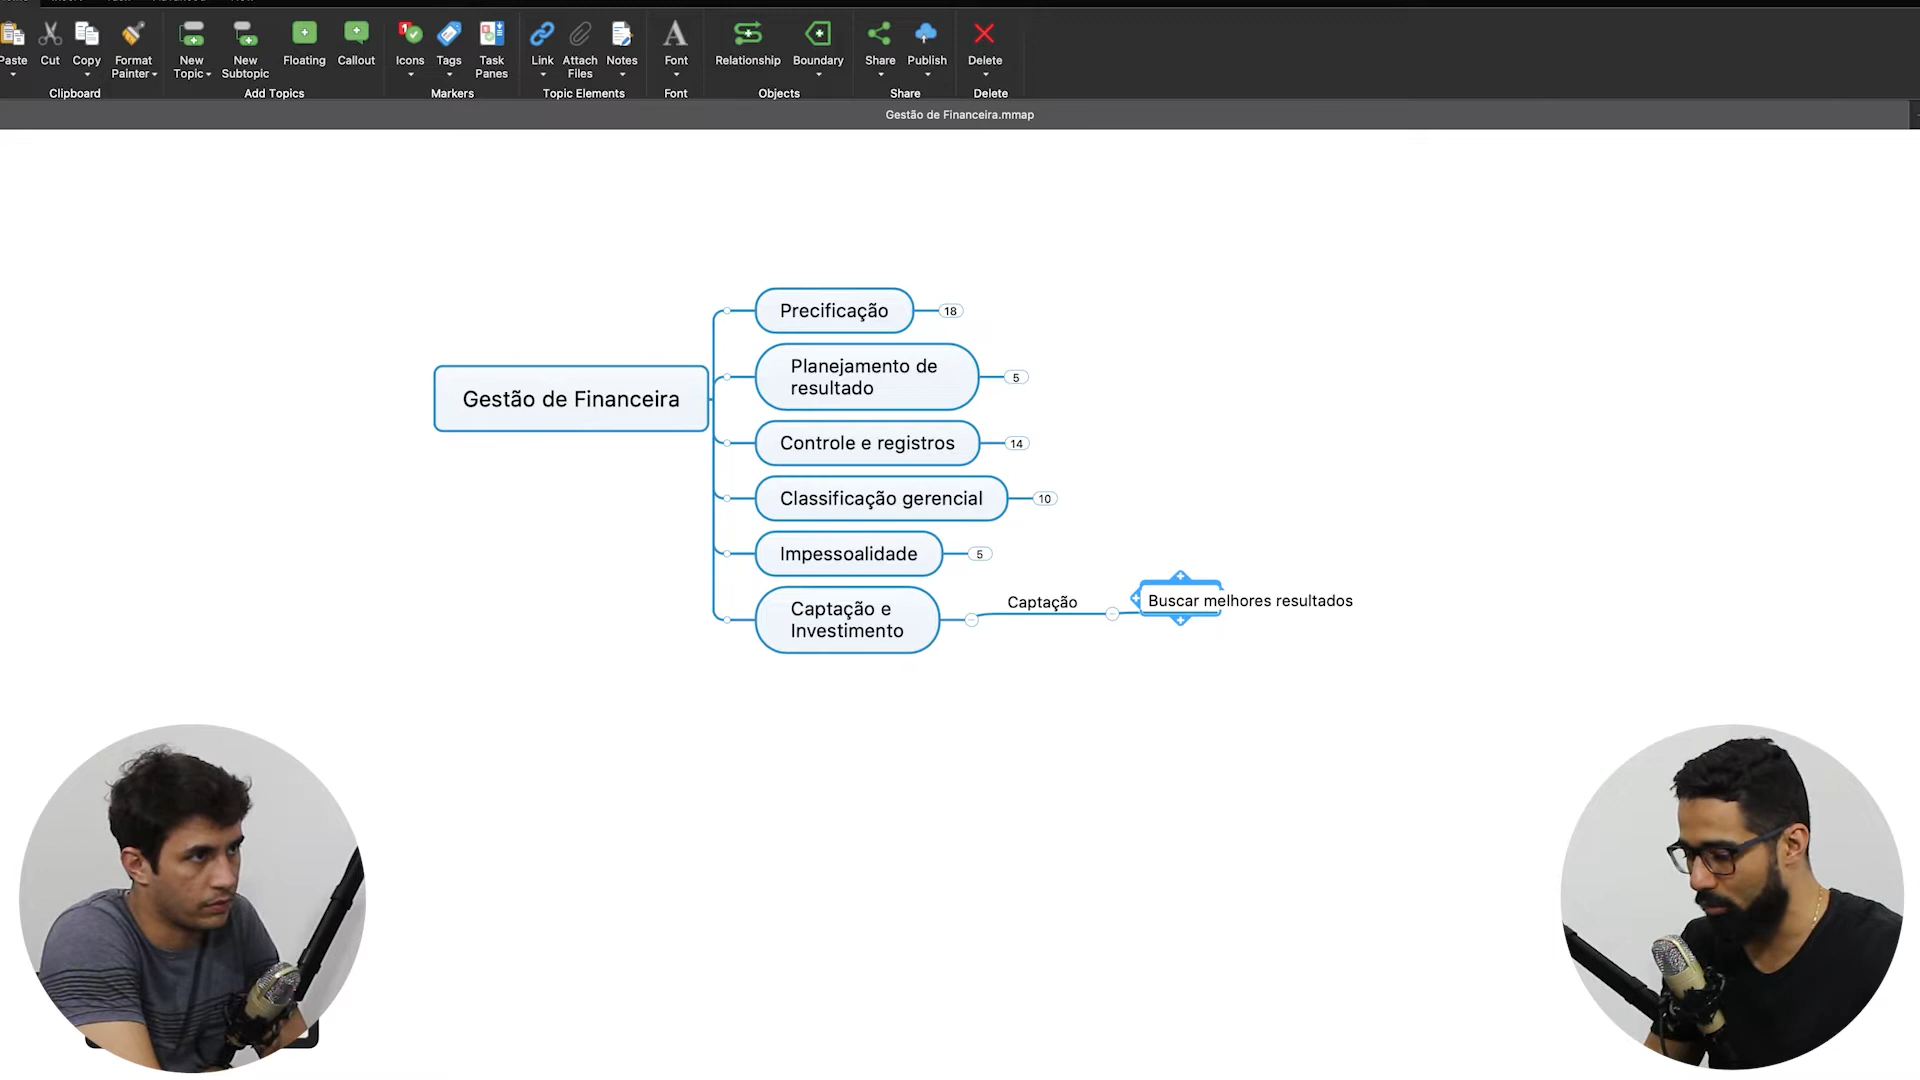 Paste
Cut
Copy
Format
Painter
New
Topic
New
Subtopic
Floating
Callout
Icons
Tags
Task
Panes
Link
Attach
Files
Notes
Font
Relationship
Boundary
Share
Publish
Delete
Clipboard
Add Topics
Markers
Topic Elements
Font
Objects
Share
Delete
Gestão de Financeira.mmap
Precificação
18
Planejamento de
resultado
5
Gestão de Financeira
Controle e registros
14
Classificação gerencial
10
Impessoalidade
5
Captação e
Investimento
Captação
Buscar melhores resultados